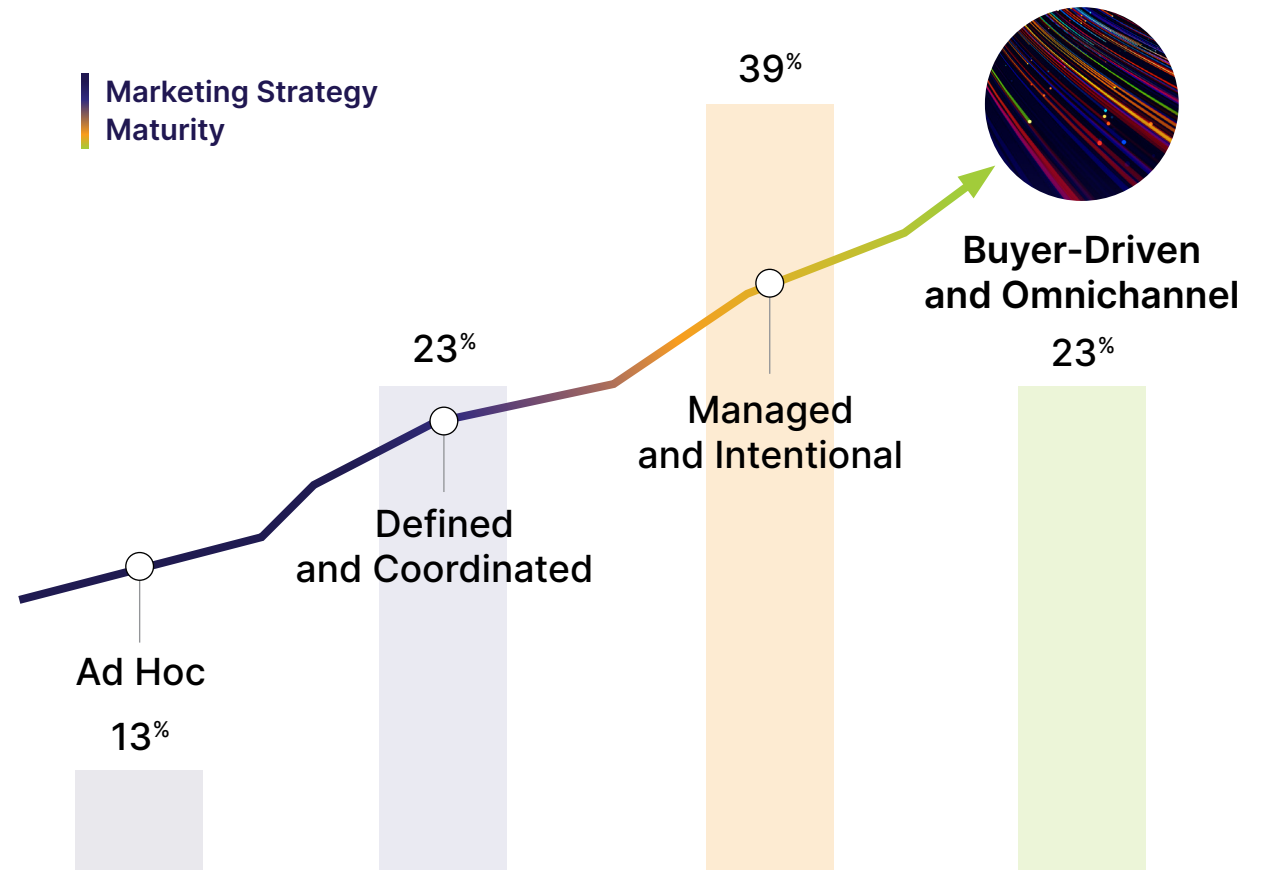 Marketing Strategy
Maturity
Ad Hoc
13%
23%
Defined
and Coordinated
39%
Managed
and Intentional
Buyer-Driven
and Omnichannel
23%